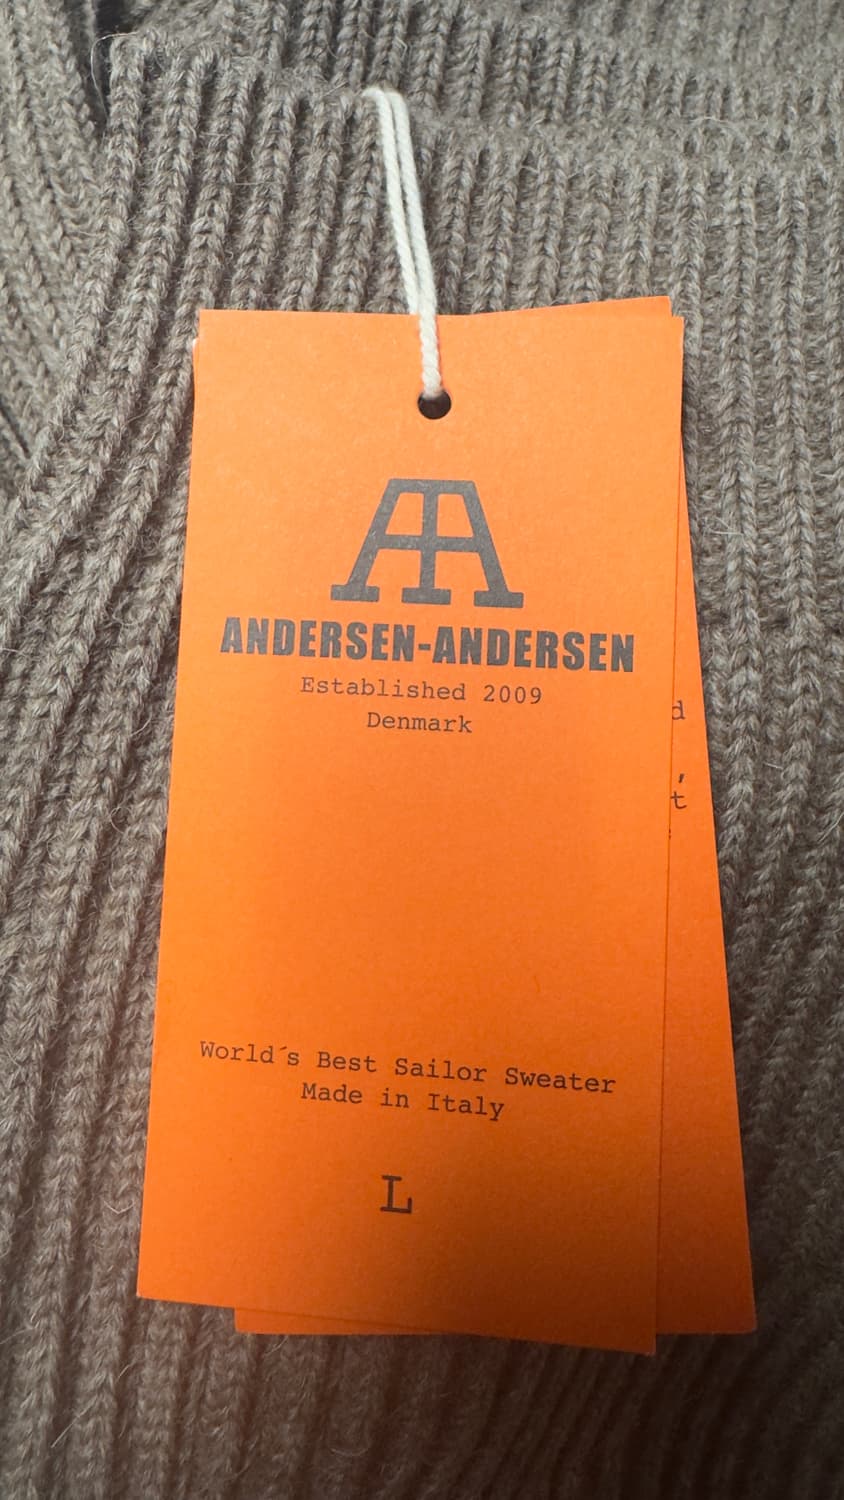 ANDERSEN-ANDERSEN
Established 2009
Denmark
World´s Best Sailor Sweater
Made in Italy
L